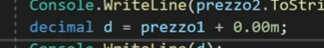 Console.WriteLine(prezzo2.ToStri
decimal d = prezzo1 + 0.00m;
Console.WriteLine(d);